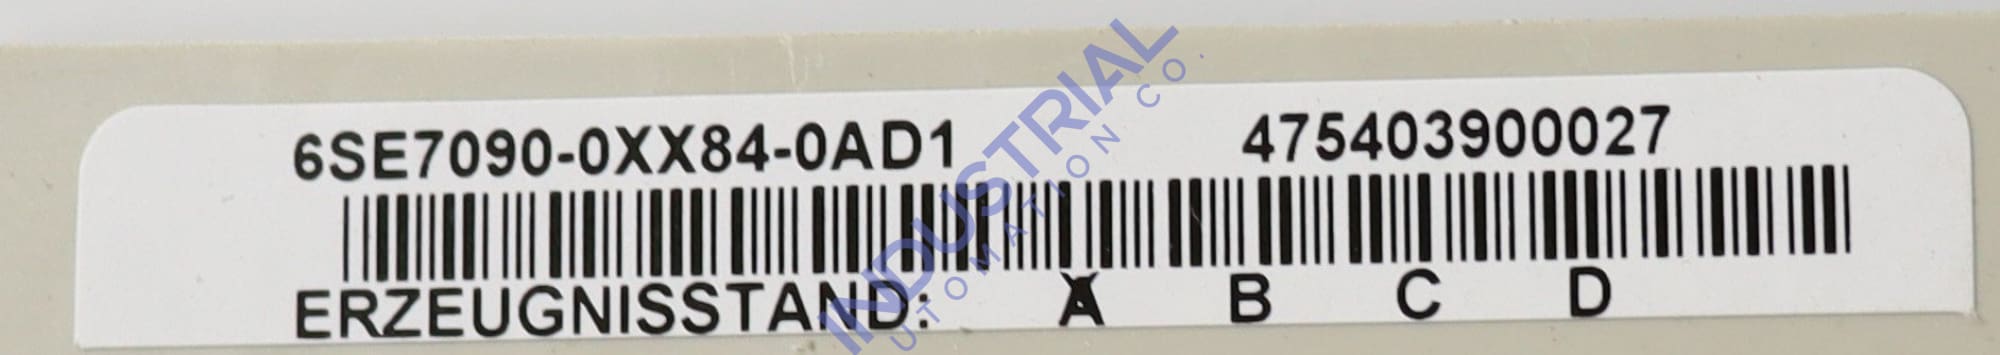 6SE7090-0XX84-0AD1 475403900027
ERZEUGNISSTAND: A B C D
INDUSTRIAL
AUTOMATION CO.